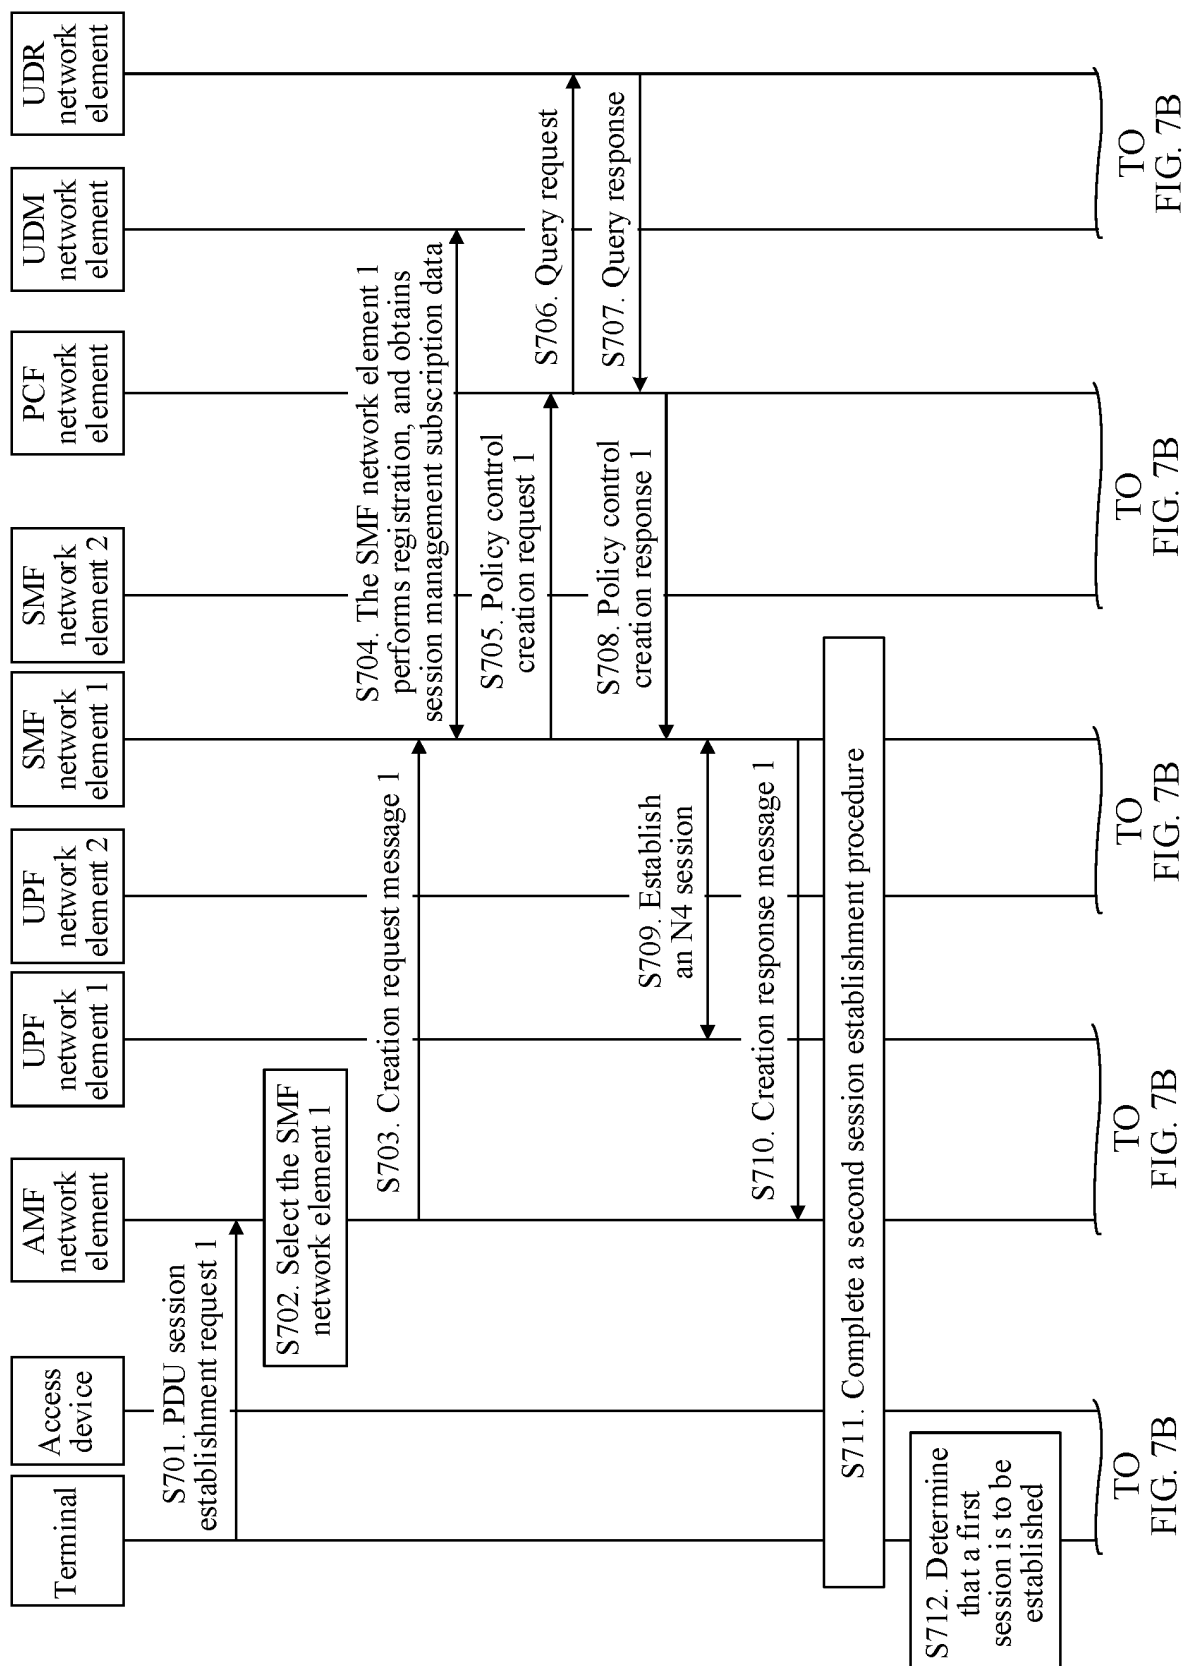 Terminal
Access
device
AMF
network
element
UPF
network
element 1
UPF
network
element 2
SMF
network
element 1
SMF
network
element 2
PCF
network
element
UDM
network
element
UDR
network
element
S701. PDU session
establishment request 1
S702. Select the SMF
network element 1
S703. Creation request message 1
S704. The SMF network element 1
performs registration, and obtains
session management subscription data
S705. Policy control
creation request 1
S706. Query request
S707. Query response
S708. Policy control
creation response 1
S709. Establish
an N4 session
S710. Creation response message 1
S711. Complete a second session establishment procedure
S712. Determine
that a first
session is to be
established
TO
FIG. 7B
TO
FIG. 7B
TO
FIG. 7B
TO
FIG. 7B
TO
FIG. 7B